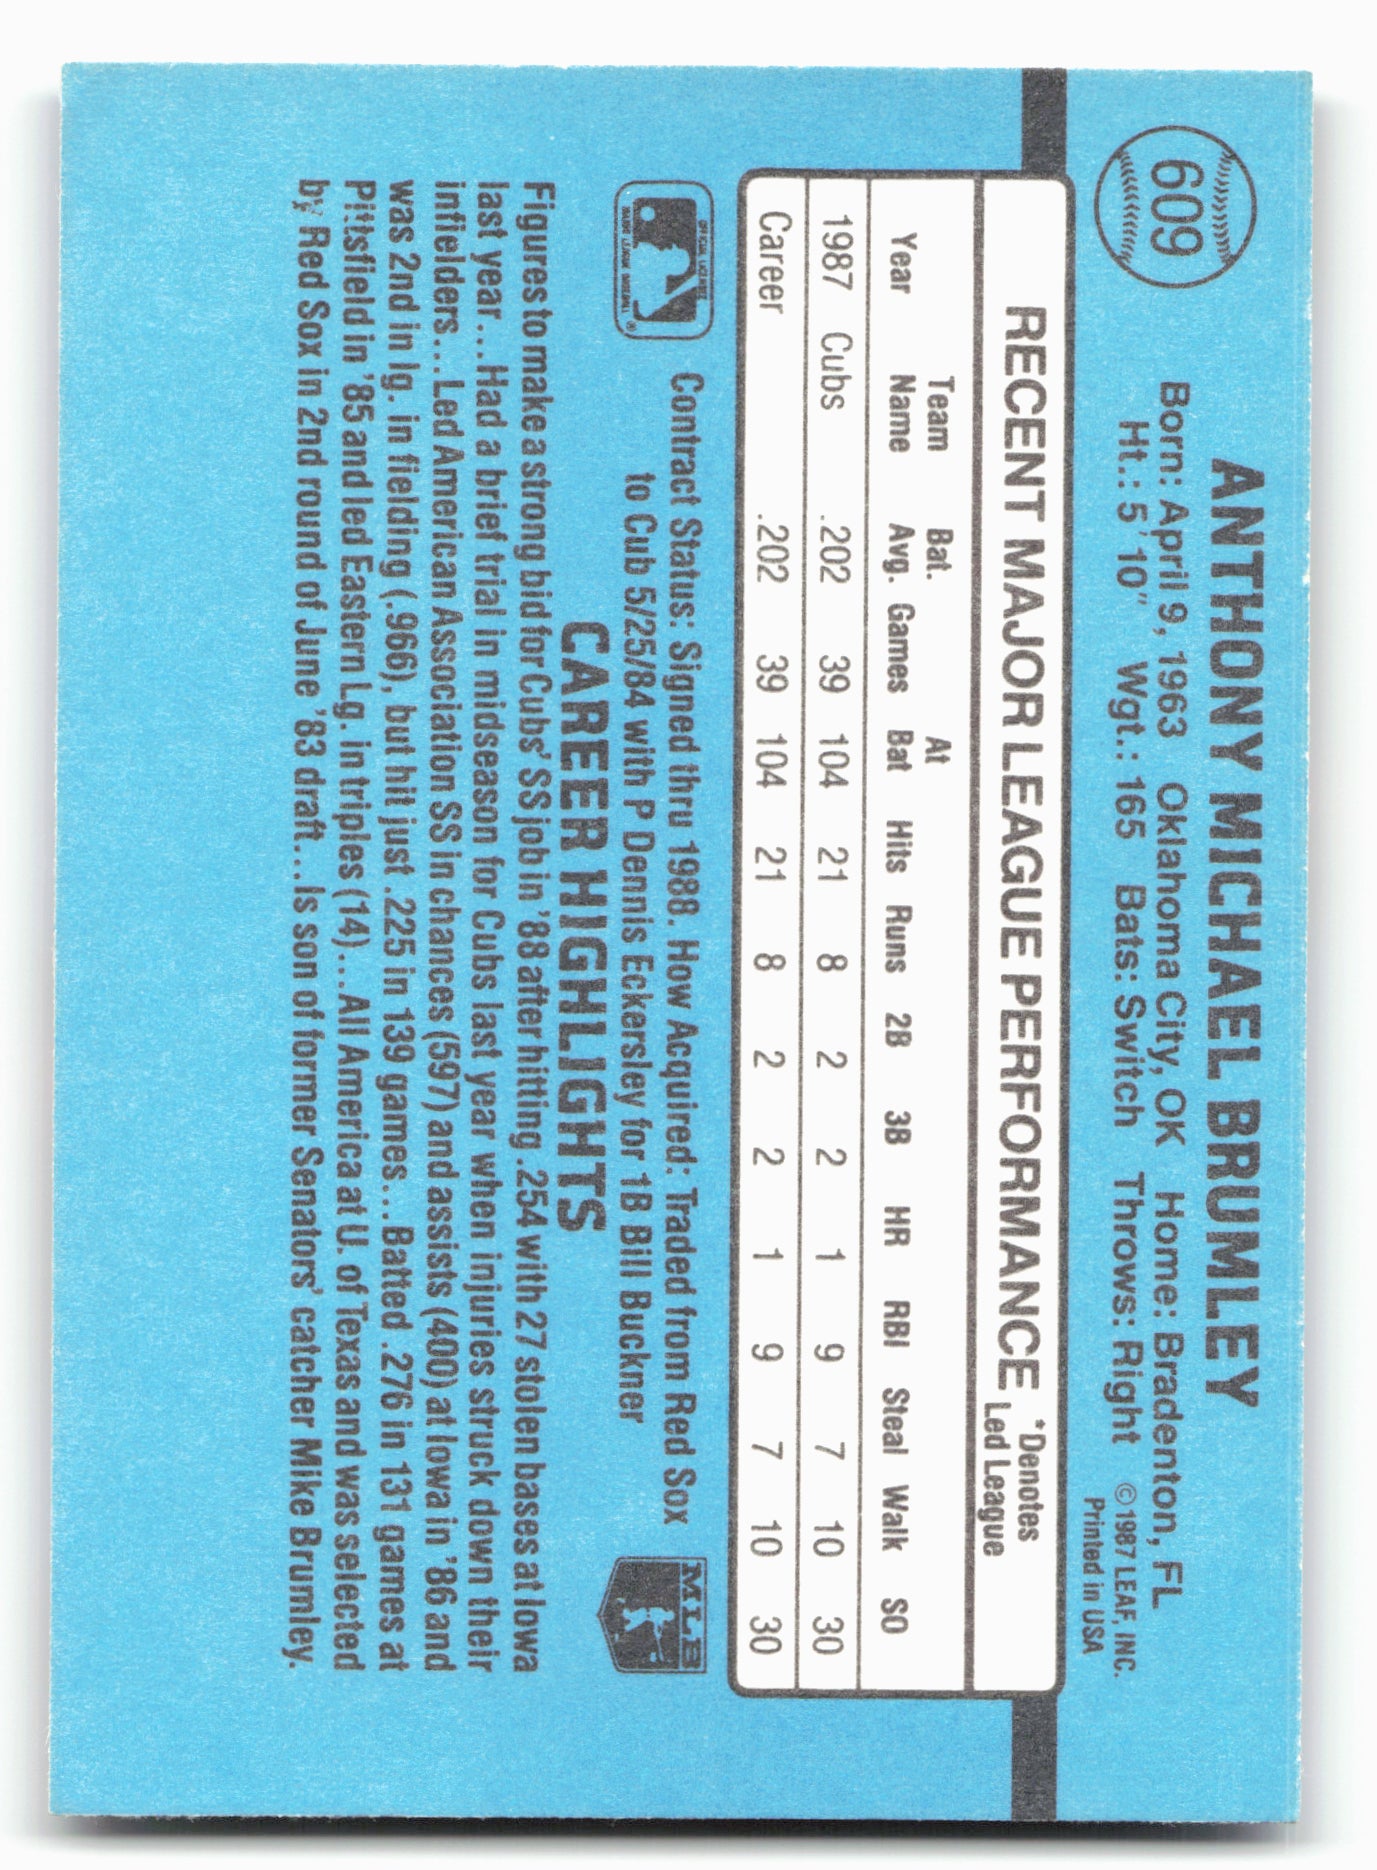 609
ANTHONY MICHAEL BRUMLEY
Born: April 9, 1963 Oklahoma City, OK Home: Bradenton, FL
Ht.: 5' 10" Wgt.: 165 Bats: Switch Throws: Right © 1987 LEAF, INC.
Printed in USA
RECENT MAJOR LEAGUE PERFORMANCE *Denotes Led League
Team Bat. At
Year Name Avg. Games Bat Hits Runs 2B 3B HR RBI Steal Walk SO
1987 Cubs .202 39 104 21 8 2 2 1 9 7 10 30
Career .202 39 104 21 8 2 2 1 9 7 10 30
OFFICIAL LICENSEE
MAJOR LEAGUE BASEBALL ®
Contract Status: Signed thru 1988. How Acquired: Traded from Red Sox
to Cub 5/25/84 with P Dennis Eckersley for 1B Bill Buckner
MLB
CAREER HIGHLIGHTS
Figures to make a strong bid for Cubs' SS job in '88 after hitting .254 with 27 stolen bases at Iowa
last year...Had a brief trial in midseason for Cubs last year when injuries struck down their
infielders...Led American Association SS in chances (597) and assists (400) at Iowa in '86 and
was 2nd in lg. in fielding (.966), but hit just .225 in 139 games...Batted .276 in 131 games at
Pittsfield in '85 and led Eastern Lg. in triples (14)...All America at U. of Texas and was selected
by Red Sox in 2nd round of June '83 draft...Is son of former Senators' catcher Mike Brumley.